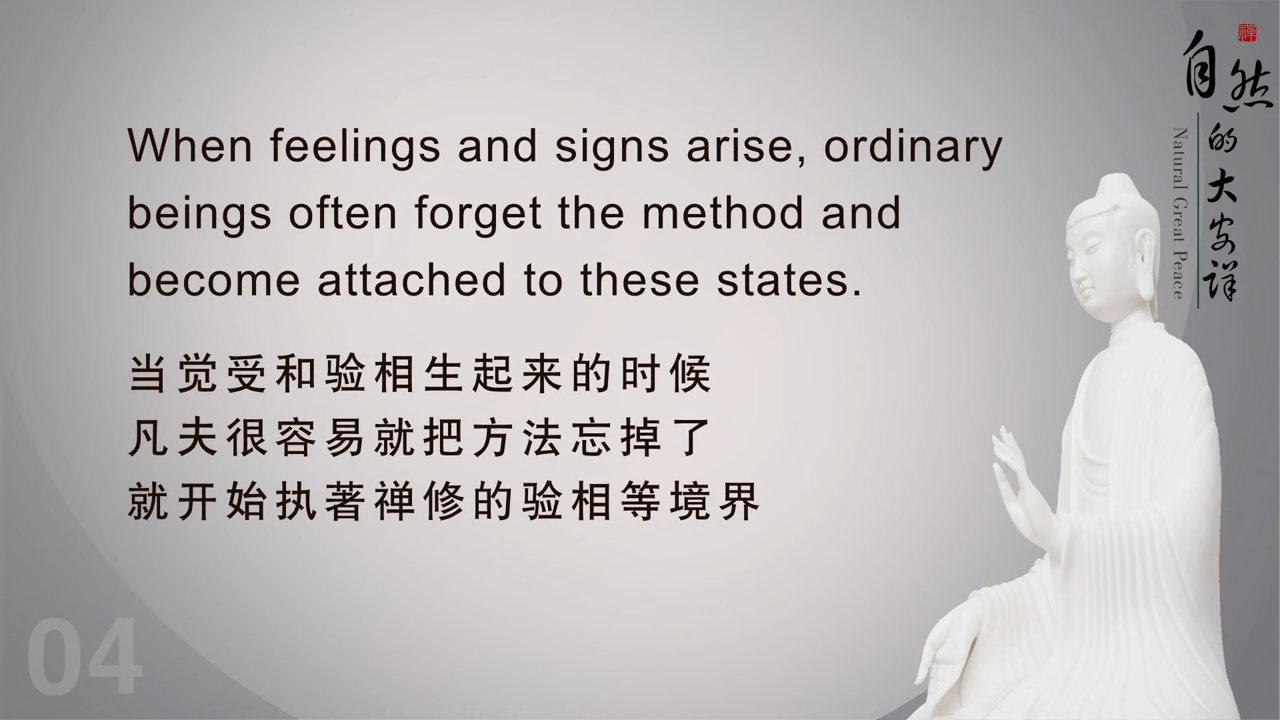 When feelings and signs arise, ordinary
beings often forget the method and
become attached to these states.
当觉受和验相生起来的时候
凡夫很容易就把方法忘掉了
就开始执著禅修的验相等境界
自然的大安详
Natural Great Peace
禅
04